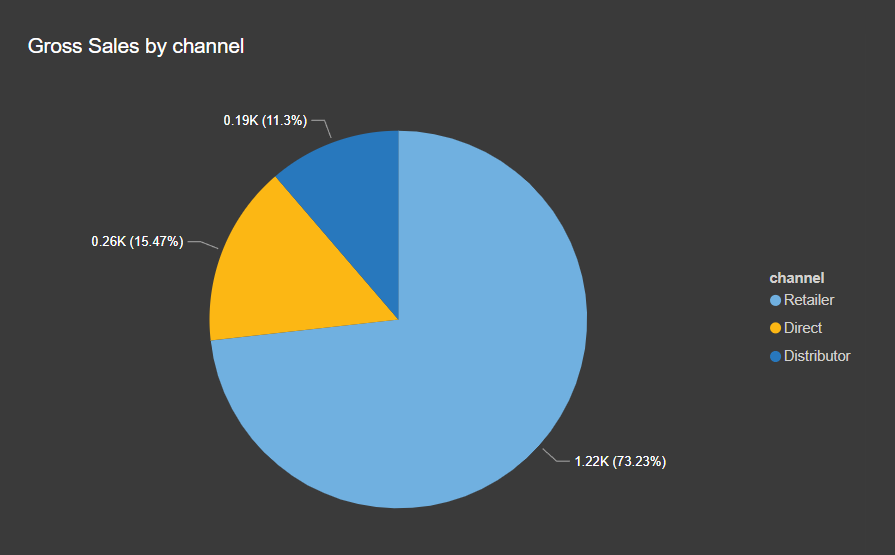 Gross Sales by channel
0.19K (11.3%)
0.26K (15.47%)
channel
Retailer
Direct
Distributor
1.22K (73.23%)